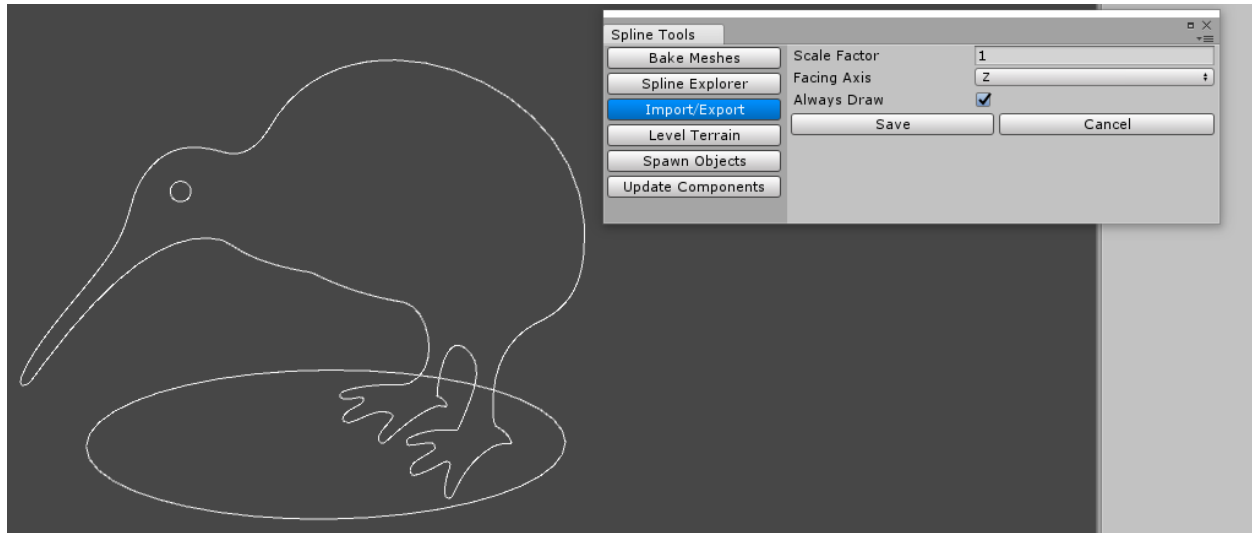 Spline Tools
Bake Meshes
Spline Explorer
Import/Export
Level Terrain
Spawn Objects
Update Components
Scale Factor 1
Facing Axis Z
Always Draw
Save Cancel